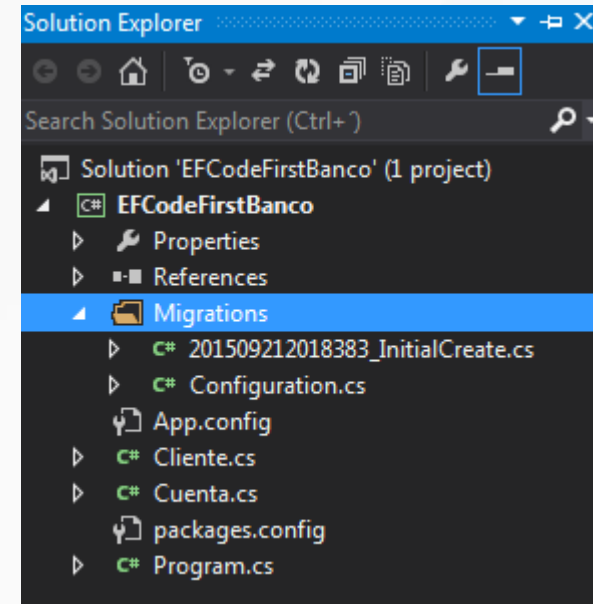 Solution Explorer
Search Solution Explorer (Ctrl+´)
Solution 'EFCodeFirstBanco' (1 project)
C# EFCodeFirstBanco
Properties
References
Migrations
C# 201509212018383_InitialCreate.cs
C# Configuration.cs
App.config
C# Cliente.cs
C# Cuenta.cs
packages.config
C# Program.cs